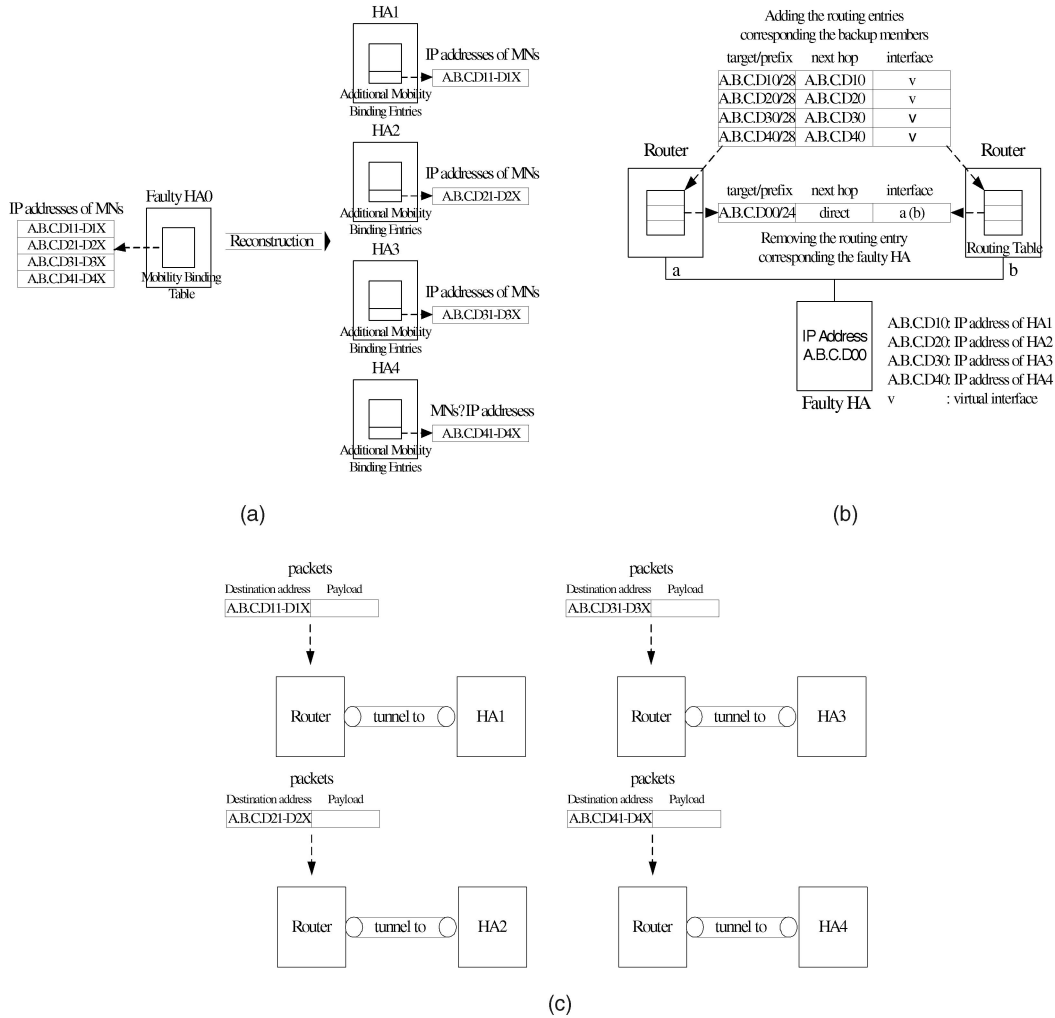 HA1
IP addresses of MNs
A.B.C.D11-D1X
Additional Mobility
Binding Entries
HA2
IP addresses of MNs
A.B.C.D21-D2X
Additional Mobility
Binding Entries
Faulty HA0
IP addresses of MNs
A.B.C.D11-D1X
A.B.C.D21-D2X
A.B.C.D31-D3X
A.B.C.D41-D4X
Mobility Binding
Table
Reconstruction
HA3
IP addresses of MNs
A.B.C.D31-D3X
Additional Mobility
Binding Entries
HA4
MNs?IP addresess
A.B.C.D41-D4X
Additional Mobility
Binding Entries
(a)
Adding the routing entries
corresponding the backup members
target/prefix next hop interface
A.B.C.D10/28 A.B.C.D10 v
A.B.C.D20/28 A.B.C.D20 v
A.B.C.D30/28 A.B.C.D30 v
A.B.C.D40/28 A.B.C.D40 v
Router
Router
target/prefix next hop interface
A.B.C.D00/24 direct a (b)
Removing the routing entry
corresponding the faulty HA
Routing Table
a
b
IP Address
A.B.C.D00
Faulty HA
A.B.C.D10: IP address of HA1
A.B.C.D20: IP address of HA2
A.B.C.D30: IP address of HA3
A.B.C.D40: IP address of HA4
v : virtual interface
(b)
packets
Destination address Payload
A.B.C.D11-D1X
Router
tunnel to
HA1
packets
Destination address Payload
A.B.C.D31-D3X
Router
tunnel to
HA3
packets
Destination address Payload
A.B.C.D21-D2X
Router
tunnel to
HA2
packets
Destination address Payload
A.B.C.D41-D4X
Router
tunnel to
HA4
(c)